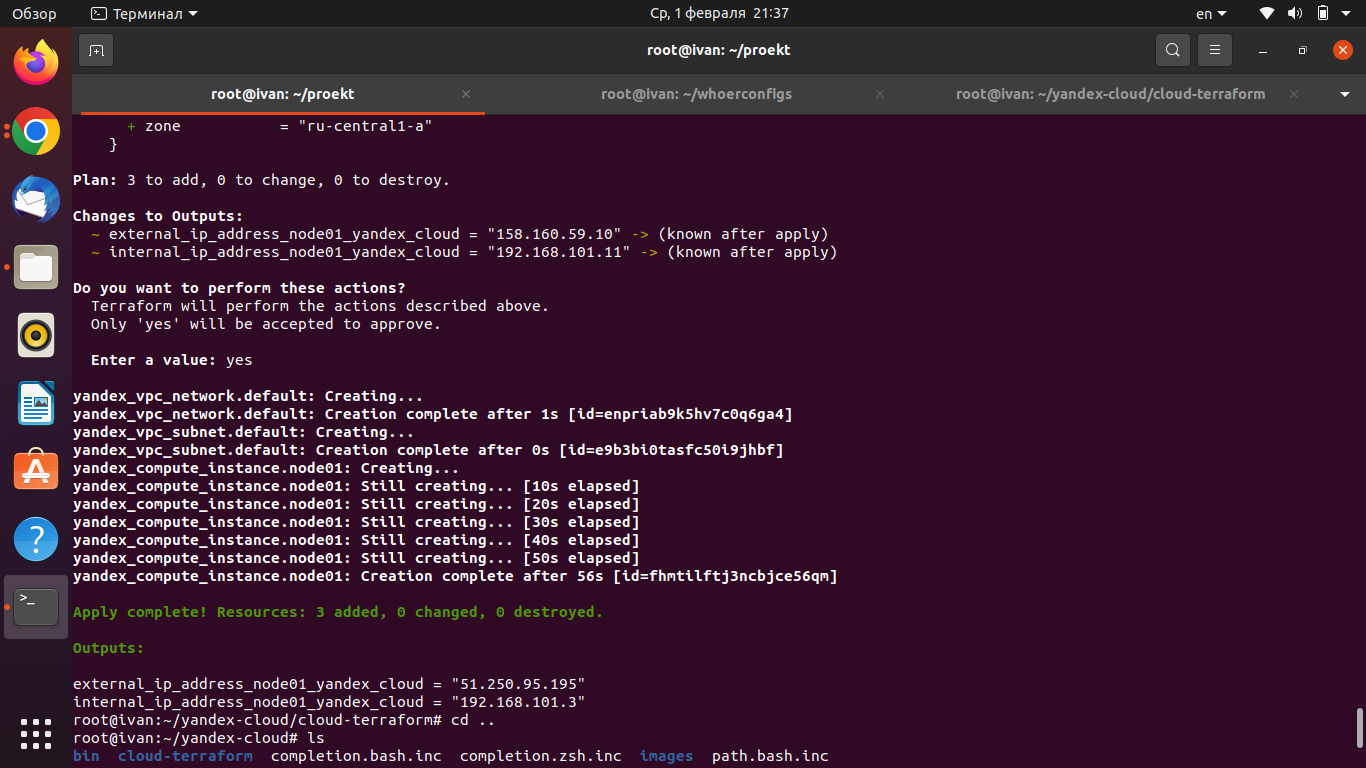 Обзор Терминал Ср, 1 февраля 21:37 en
root@ivan: ~/proekt
root@ivan: ~/proekt root@ivan: ~/whoerconfigs root@ivan: ~/yandex-cloud/cloud-terraform
+ zone = "ru-central1-a"
}
Plan: 3 to add, 0 to change, 0 to destroy.
Changes to Outputs:
~ external_ip_address_node01_yandex_cloud = "158.160.59.10" -> (known after apply)
~ internal_ip_address_node01_yandex_cloud = "192.168.101.11" -> (known after apply)
Do you want to perform these actions?
Terraform will perform the actions described above.
Only 'yes' will be accepted to approve.
Enter a value: yes
yandex_vpc_network.default: Creating...
yandex_vpc_network.default: Creation complete after 1s [id=enpriab9k5hv7c0q6ga4]
yandex_vpc_subnet.default: Creating...
yandex_vpc_subnet.default: Creation complete after 0s [id=e9b3bi0tasfc50i9jhbf]
yandex_compute_instance.node01: Creating...
yandex_compute_instance.node01: Still creating... [10s elapsed]
yandex_compute_instance.node01: Still creating... [20s elapsed]
yandex_compute_instance.node01: Still creating... [30s elapsed]
yandex_compute_instance.node01: Still creating... [40s elapsed]
yandex_compute_instance.node01: Still creating... [50s elapsed]
yandex_compute_instance.node01: Creation complete after 56s [id=fhmtilftj3ncbjce56qm]
Apply complete! Resources: 3 added, 0 changed, 0 destroyed.
Outputs:
external_ip_address_node01_yandex_cloud = "51.250.95.195"
internal_ip_address_node01_yandex_cloud = "192.168.101.3"
root@ivan:~/yandex-cloud/cloud-terraform# cd ..
root@ivan:~/yandex-cloud# ls
bin cloud-terraform completion.bash.inc completion.zsh.inc images path.bash.inc